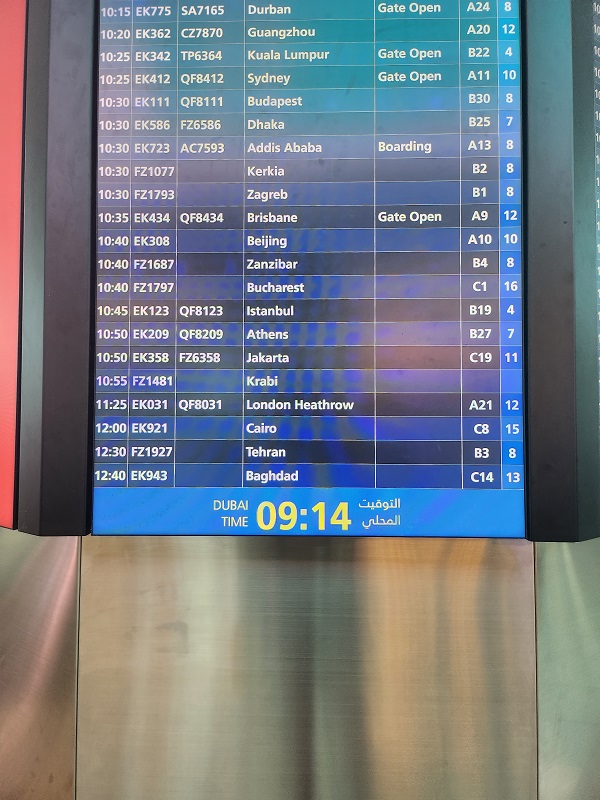 10:15 EK775 SA7165 Durban Gate Open A24 8
10:20 EK362 CZ7870 Guangzhou A20 12
10:25 EK342 TP6364 Kuala Lumpur Gate Open B22 4
10:25 EK412 QF8412 Sydney Gate Open A11 10
10:30 EK111 QF8111 Budapest B30 8
10:30 EK586 FZ6586 Dhaka B25 7
10:30 EK723 AC7593 Addis Ababa Boarding A13 8
10:30 FZ1077 Kerkia B2 8
10:30 FZ1793 Zagreb B1 8
10:35 EK434 QF8434 Brisbane Gate Open A9 12
10:40 EK308 Beijing A10 10
10:40 FZ1687 Zanzibar B4 8
10:40 FZ1797 Bucharest C1 16
10:45 EK123 QF8123 Istanbul B19 4
10:50 EK209 QF8209 Athens B27 7
10:50 EK358 FZ6358 Jakarta C19 11
10:55 FZ1481 Krabi
11:25 EK031 QF8031 London Heathrow A21 12
12:00 EK921 Cairo C8 15
12:30 FZ1927 Tehran B3 8
12:40 EK943 Baghdad C14 13
DUBAI TIME 09:14 التوقيت المحلي